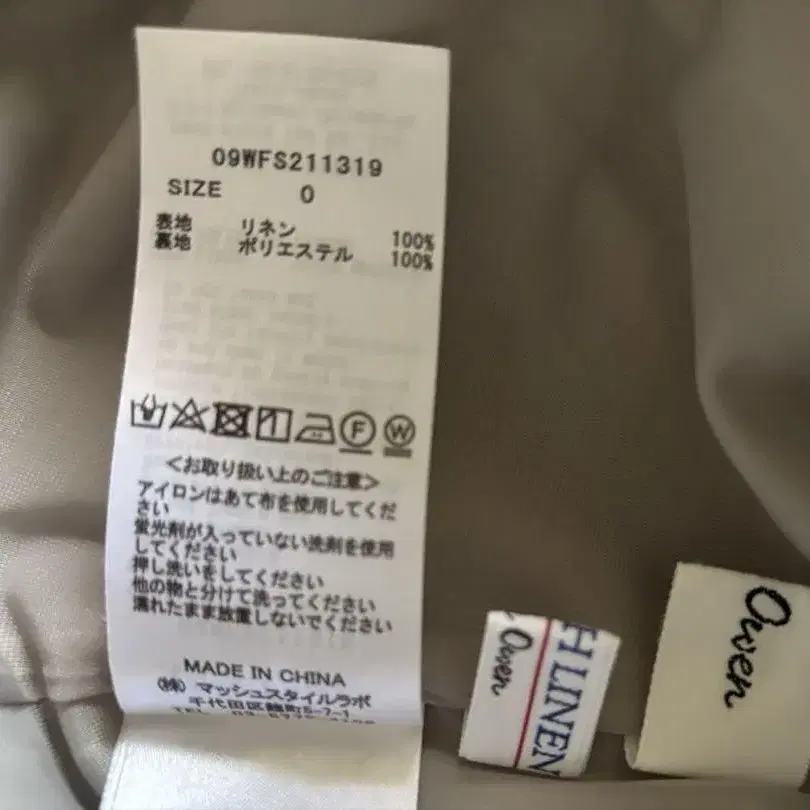 09WFS211319
SIZE 0
表地 リネン 100%
裏地 ポリエステル 100%
F W
<お取り扱い上のご注意>
アイロンはあて布を使用してくだ
さい
蛍光剤が入っていない洗剤を使用
してください
押し洗いをしてください
他の物と分けて洗ってください
濡れたまま放置しないでください
MADE IN CHINA
(株) マッシュスタイルラボ
千代田区麹町5-7-1
Owen
H LINEN
Owen